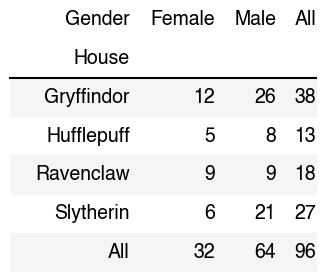 Gender Female Male All
House
Gryffindor 12 26 38
Hufflepuff 5 8 13
Ravenclaw 9 9 18
Slytherin 6 21 27
All 32 64 96